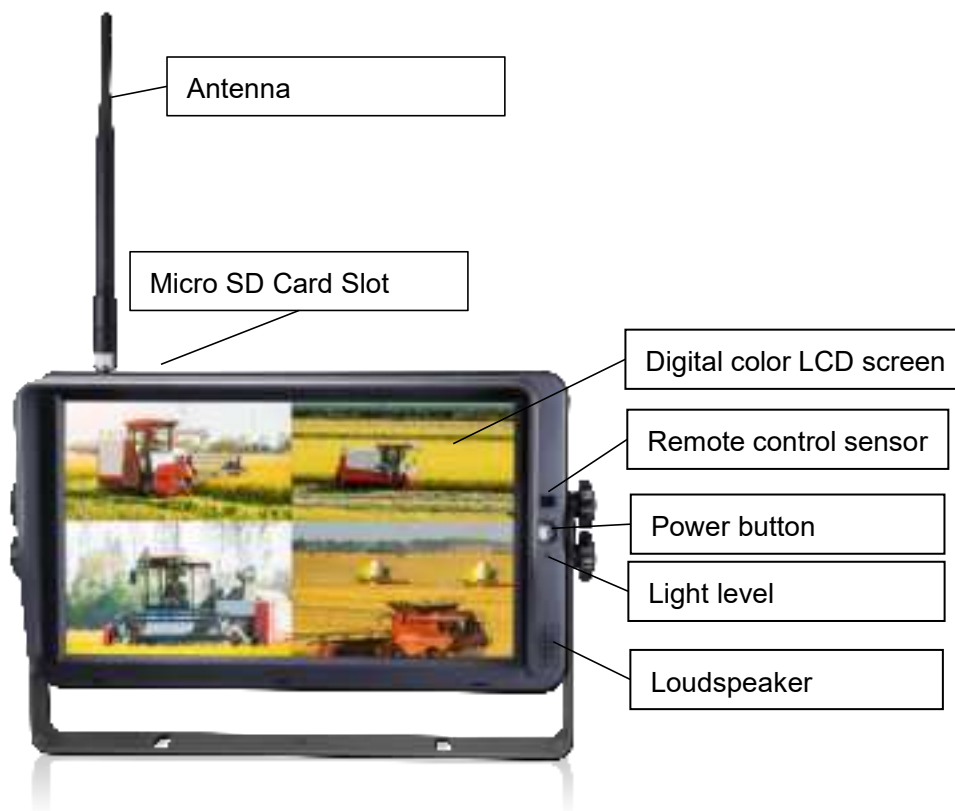 Antenna
Micro SD Card Slot
Digital color LCD screen
Remote control sensor
Power button
Light level
Loudspeaker